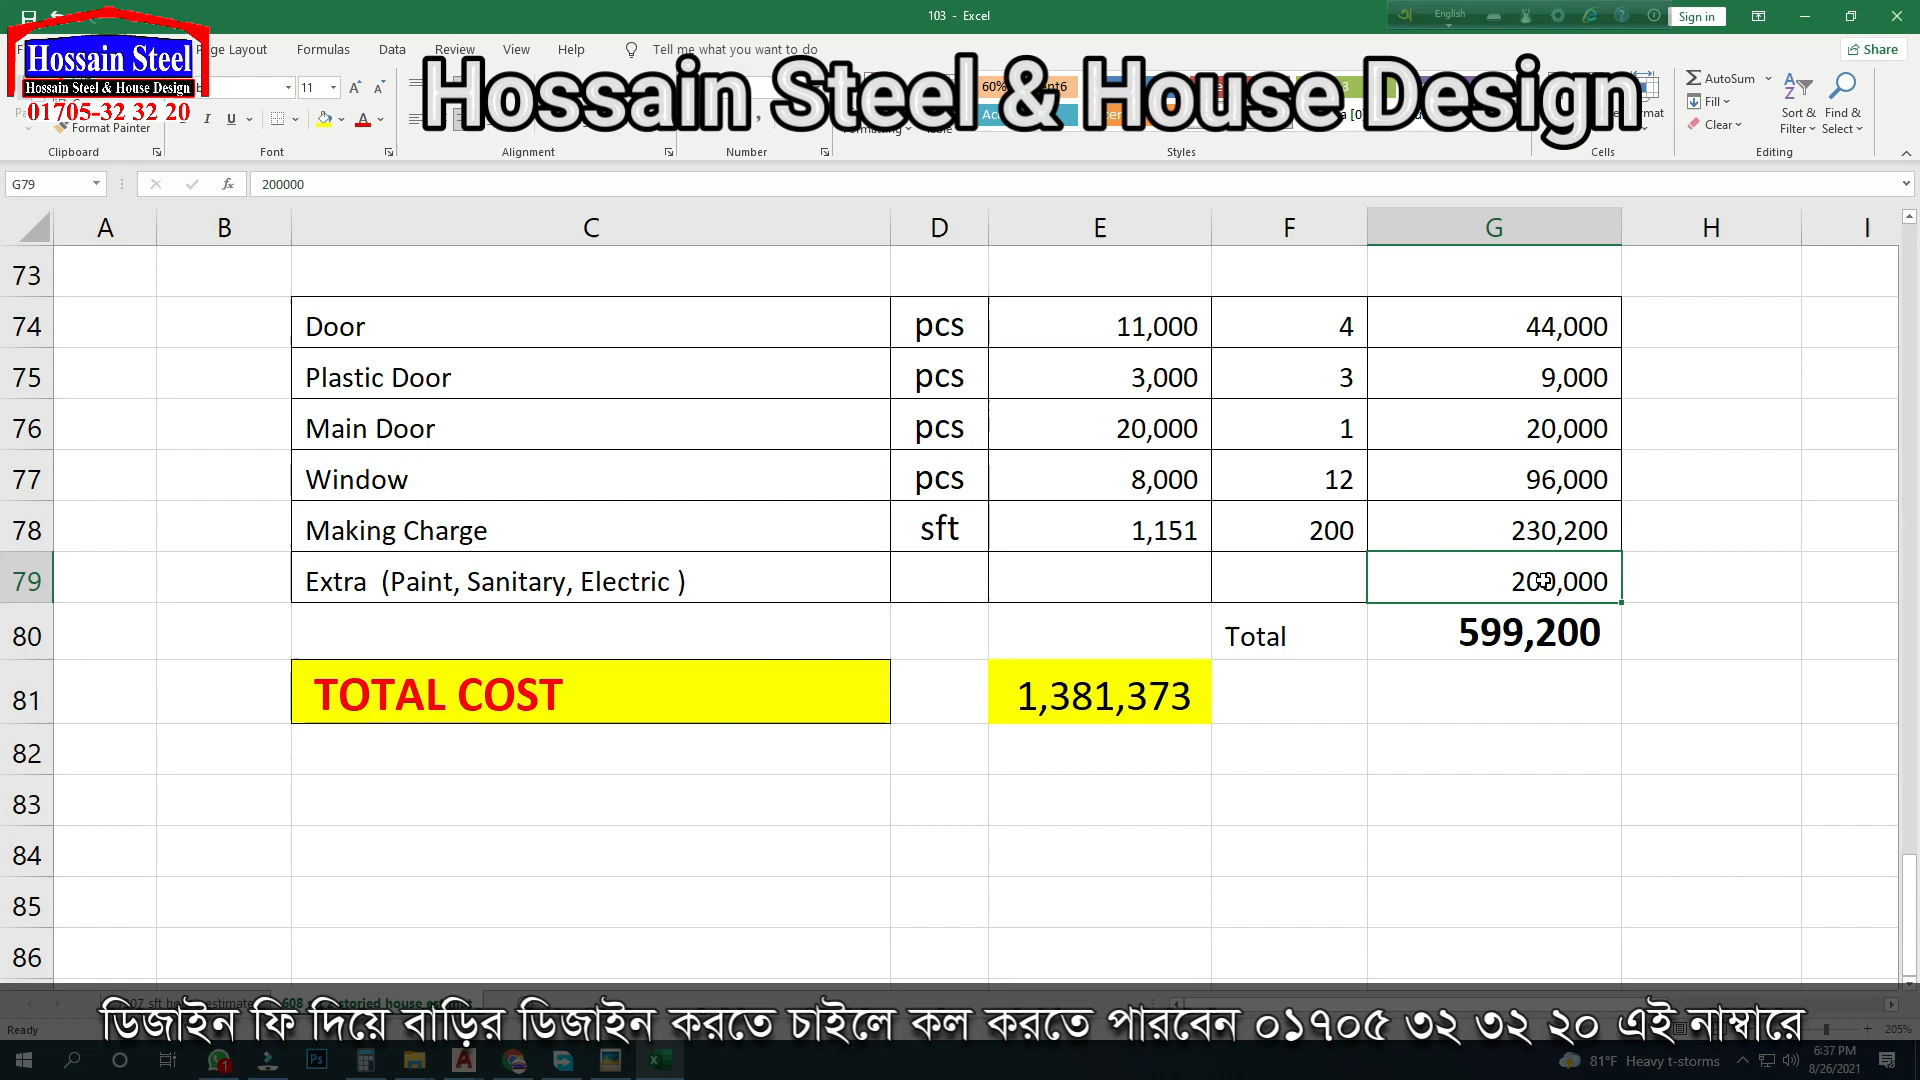 103 - Excel
English
Sign in
Hossain Steel
Hossain Steel & House Design
01705-32 32 20
Page Layout
Formulas
Data
Review
View
Help
Tell me what you want to do
Share
Hossain Steel & House Design
11
Format Painter
60%
AutoSum
Fill
Clear
Sort & Filter
Find & Select
Clipboard
Font
Alignment
Number
Styles
Cells
Editing
G79
fx
200000
A B C D E F G H I
73
74 Door pcs 11,000 4 44,000
75 Plastic Door pcs 3,000 3 9,000
76 Main Door pcs 20,000 1 20,000
77 Window pcs 8,000 12 96,000
78 Making Charge sft 1,151 200 230,200
79 Extra (Paint, Sanitary, Electric ) 200,000
80 Total 599,200
81 TOTAL COST 1,381,373
82
83
84
85
86
ডিজাইন ফি দিয়ে বাড়ির ডিজাইন করতে চাইলে কল করতে পারবেন ০১৭০৫ ৩২ ৩২ ২০ এই নাম্বারে
Ready
205%
81°F Heavy t-storms
6:37 PM
8/26/2021